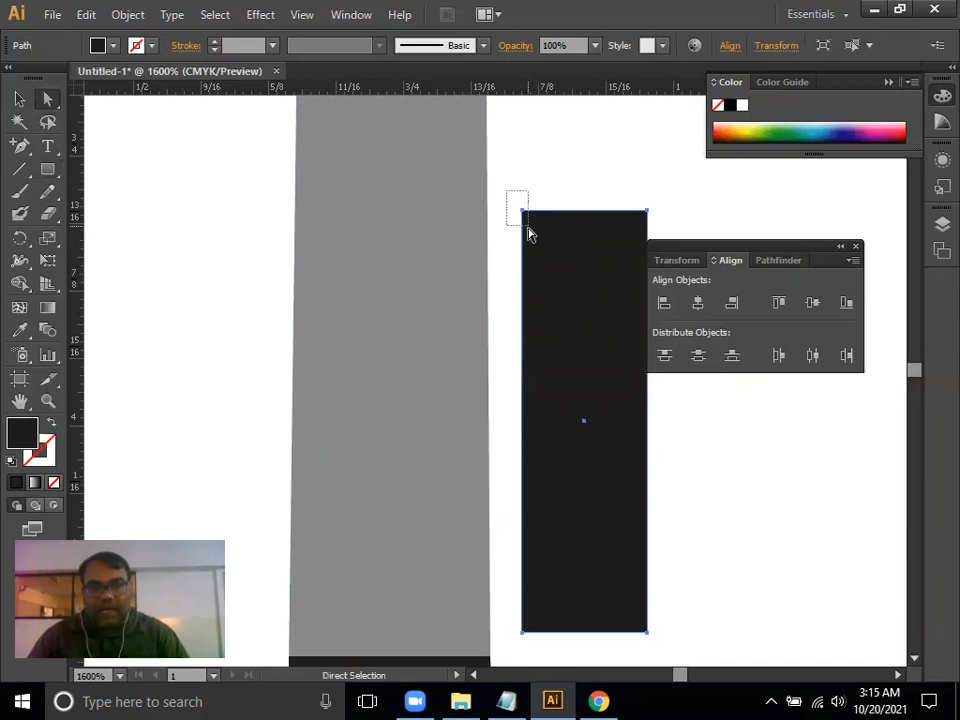 Ai File Edit Object Type Select Effect View Window Help Br Essentials
Path Stroke: Basic Opacity: 100% Style: Align Transform
Untitled-1* @ 1600% (CMYK/Preview) ×
1/2 9/16 5/8 11/16 3/4 13/16 7/8 15/16 1
Color Color Guide
Transform Align Pathfinder
Align Objects:
Distribute Objects:
1600% 1 Direct Selection
Type here to search
Ai
3:15 AM
10/20/2021